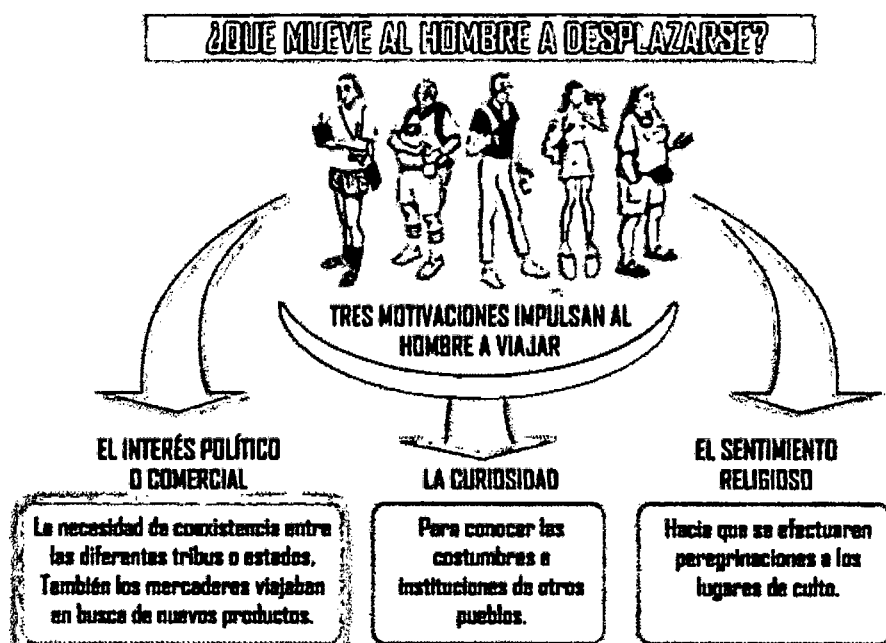 ¿QUE MUEVE AL HOMBRE A DESPLAZARSE?
TRES MOTIVACIONES IMPULSAN AL
HOMBRE A VIAJAR
EL INTERÉS POLÍTICO
O COMERCIAL
La necesidad de coexistencia entre
las diferentes tribus o estados,
También los mercaderes viajaban
en busca de nuevos productos.
LA CURIOSIDAD
Para conocer las
costumbres e
instituciones de otros
pueblos.
EL SENTIMIENTO
RELIGIOSO
Hacia que se efectuaren
peregrinaciones a los
lugares de culto.